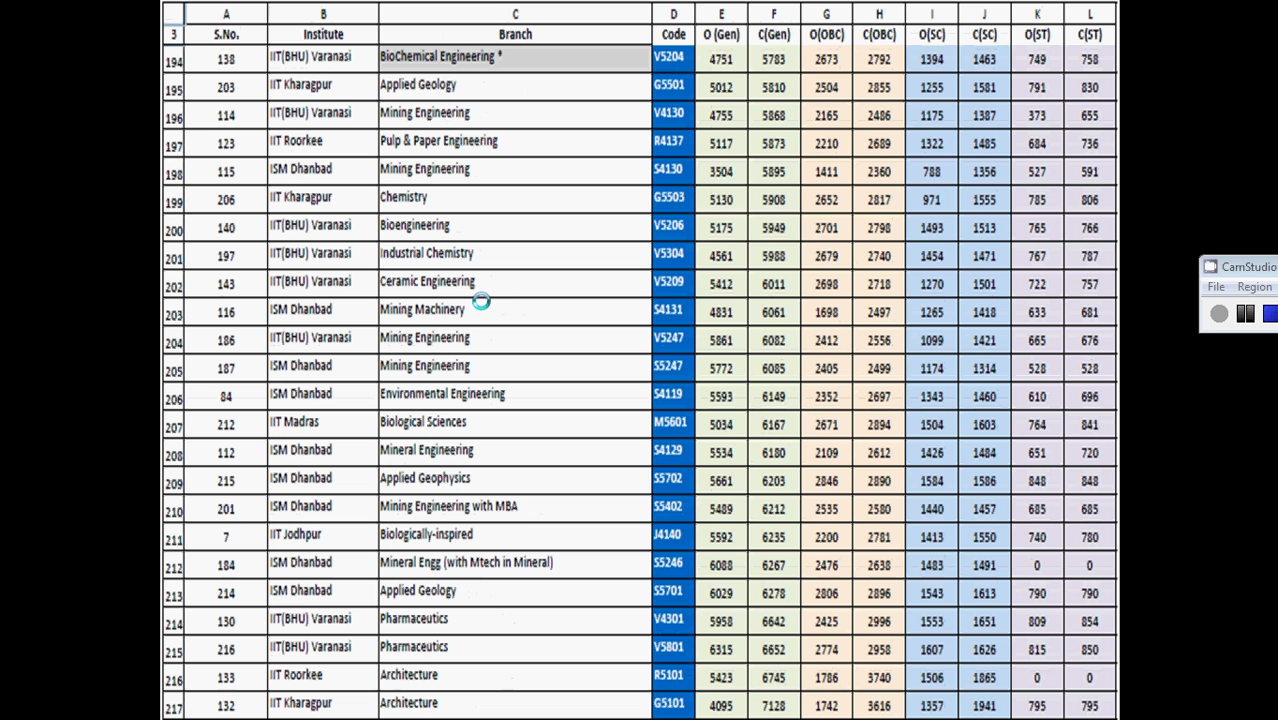 A B C D E F G H I J K L
3 S.No. Institute Branch Code O (Gen) C(Gen) O(OBC) C(OBC) O(SC) C(SC) O(ST) C(ST)
194 138 IIT(BHU) Varanasi BioChemical Engineering * V5204 4751 5783 2673 2792 1394 1463 749 758
195 203 IIT Kharagpur Applied Geology G5501 5012 5810 2504 2855 1255 1581 791 830
196 114 IIT(BHU) Varanasi Mining Engineering V4130 4755 5868 2165 2486 1175 1387 373 655
197 123 IIT Roorkee Pulp & Paper Engineering R4137 5117 5873 2210 2689 1322 1485 684 736
198 115 ISM Dhanbad Mining Engineering S4130 3504 5895 1411 2360 788 1356 527 591
199 206 IIT Kharagpur Chemistry G5503 5130 5908 2652 2817 971 1555 785 806
200 140 IIT(BHU) Varanasi Bioengineering V5206 5175 5949 2701 2798 1493 1513 765 766
201 197 IIT(BHU) Varanasi Industrial Chemistry V5304 4561 5988 2679 2740 1454 1471 767 787
202 143 IIT(BHU) Varanasi Ceramic Engineering V5209 5412 6011 2698 2718 1270 1501 722 757
203 116 ISM Dhanbad Mining Machinery S4131 4831 6061 1698 2497 1265 1418 633 681
204 186 IIT(BHU) Varanasi Mining Engineering V5247 5861 6082 2412 2556 1099 1421 665 676
205 187 ISM Dhanbad Mining Engineering S5247 5772 6085 2405 2499 1174 1314 528 528
206 84 ISM Dhanbad Environmental Engineering S4119 5593 6149 2352 2697 1343 1460 610 696
207 212 IIT Madras Biological Sciences M5601 5034 6167 2671 2894 1504 1603 764 841
208 112 ISM Dhanbad Mineral Engineering S4129 5534 6180 2109 2612 1426 1484 651 720
209 215 ISM Dhanbad Applied Geophysics S5702 5661 6203 2846 2890 1584 1586 848 848
210 201 ISM Dhanbad Mining Engineering with MBA S5402 5489 6212 2535 2580 1440 1457 685 685
211 7 IIT Jodhpur Biologically-inspired J4140 5592 6235 2200 2781 1413 1550 740 780
212 184 ISM Dhanbad Mineral Engg (with Mtech in Mineral) S5246 6088 6267 2476 2638 1483 1491 0 0
213 214 ISM Dhanbad Applied Geology S5701 6029 6278 2806 2896 1543 1613 790 790
214 130 IIT(BHU) Varanasi Pharmaceutics V4301 5958 6642 2425 2996 1553 1651 809 854
215 216 IIT(BHU) Varanasi Pharmaceutics V5801 6315 6652 2774 2958 1607 1626 815 850
216 133 IIT Roorkee Architecture R5101 5423 6745 1786 3740 1506 1865 0 0
217 132 IIT Kharagpur Architecture G5101 4095 7128 1742 3616 1357 1941 795 795
CamStudio
File Region